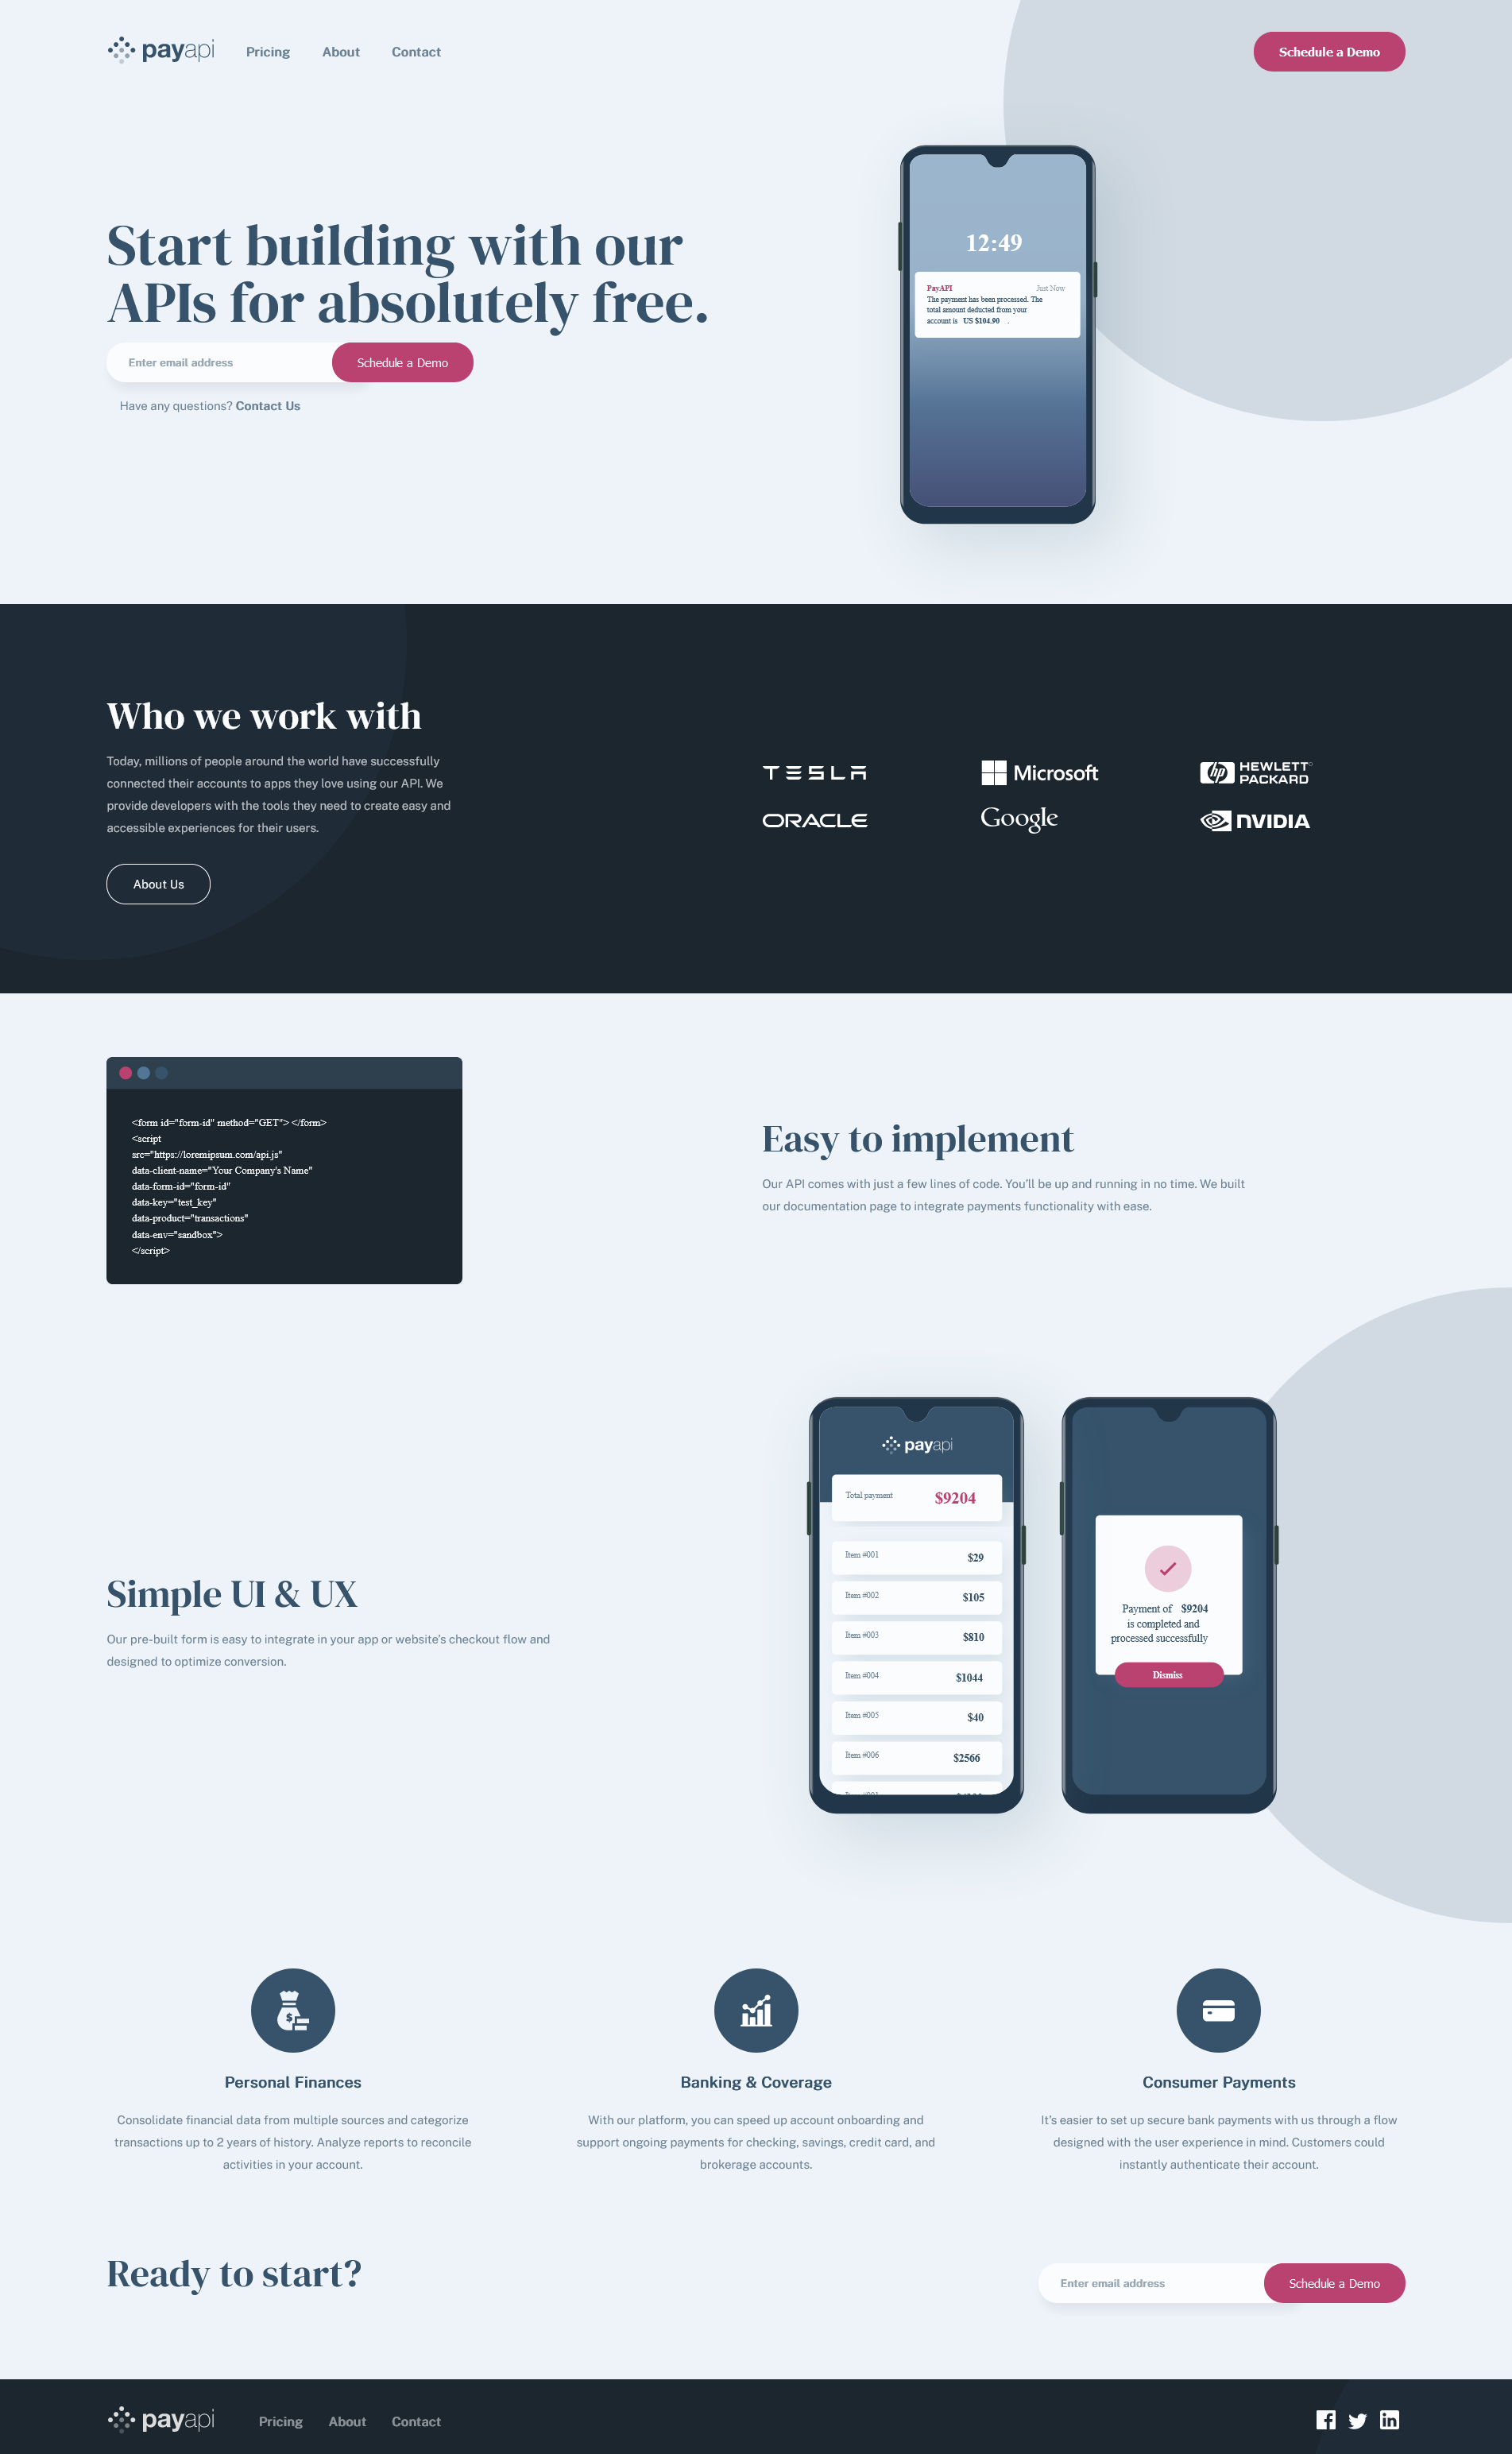 payapi Pricing About Contact Schedule a Demo
12:49
PayAPI Just Now
The payment has been processed. The
total amount deducted from your
account is US $104.90 .
Start building with our
APIs for absolutely free.
Enter email address Schedule a Demo
Have any questions? Contact Us
Who we work with
Today, millions of people around the world have successfully
connected their accounts to apps they love using our API. We
provide developers with the tools they need to create easy and
accessible experiences for their users.
About Us
TESLA Microsoft hp HEWLETT PACKARD
ORACLE Google NVIDIA
<form id="form-id" method="GET"> </form>
<script
src="https://loremipsum.com/api.js"
data-client-name="Your Company's Name"
data-form-id="form-id"
data-key="test_key"
data-product="transactions"
data-env="sandbox">
</script>
Easy to implement
Our API comes with just a few lines of code. You'll be up and running in no time. We built
our documentation page to integrate payments functionality with ease.
Simple UI & UX
Our pre-built form is easy to integrate in your app or website's checkout flow and
designed to optimize conversion.
payapi
Total payment $9204
Item #001 $29
Item #002 $105
Item #003 $810
Item #004 $1044
Item #005 $40
Item #006 $2566
Payment of $9204
is completed and
processed successfully
Dismiss
Personal Finances
Consolidate financial data from multiple sources and categorize
transactions up to 2 years of history. Analyze reports to reconcile
activities in your account.
Banking & Coverage
With our platform, you can speed up account onboarding and
support ongoing payments for checking, savings, credit card, and
brokerage accounts.
Consumer Payments
It's easier to set up secure bank payments with us through a flow
designed with the user experience in mind. Customers could
instantly authenticate their account.
Ready to start?
Enter email address Schedule a Demo
payapi Pricing About Contact